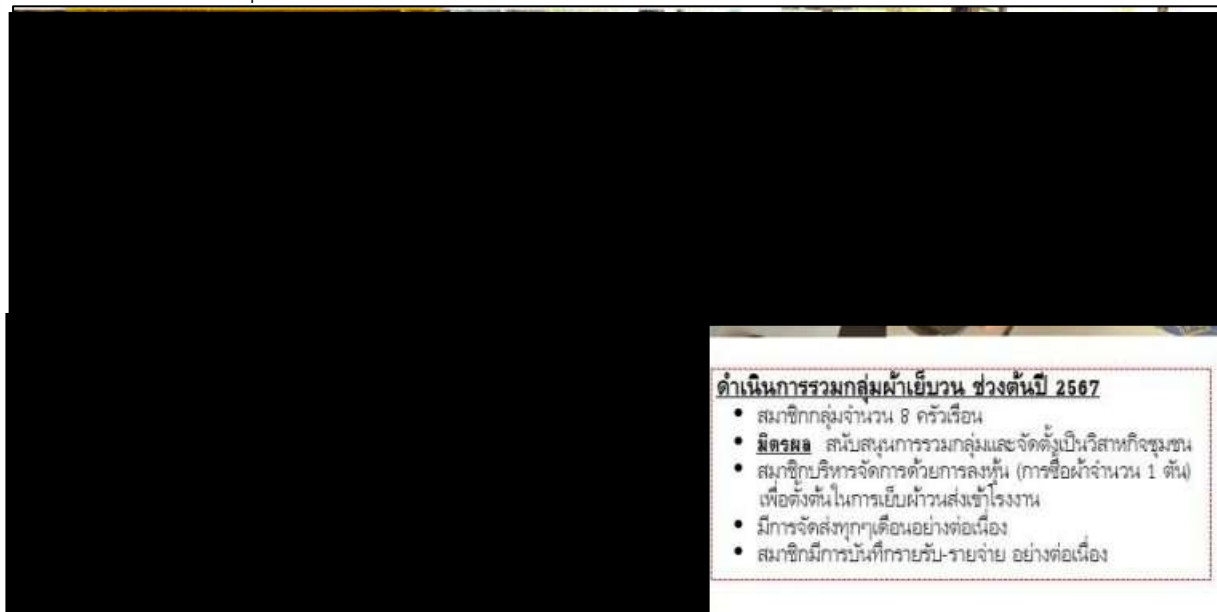 ดำเนินการรวมกลุ่มผ้าเย็บวน ช่วงต้นปี 2567
• สมาชิกกลุ่มจำนวน 8 ครัวเรือน
• มิตรผล สนับสนุนการรวมกลุ่มและจัดตั้งเป็นวิสาหกิจชุมชน
• สมาชิกบริหารจัดการด้วยการลงหุ้น (การซื้อผ้าจำนวน 1 ตัน)
เพื่อตั้งต้นในการเย็บผ้าวนส่งเข้าโรงงาน
• มีการจัดส่งทุกๆเดือนอย่างต่อเนื่อง
• สมาชิกมีการบันทึกรายรับ-รายจ่าย อย่างต่อเนื่อง